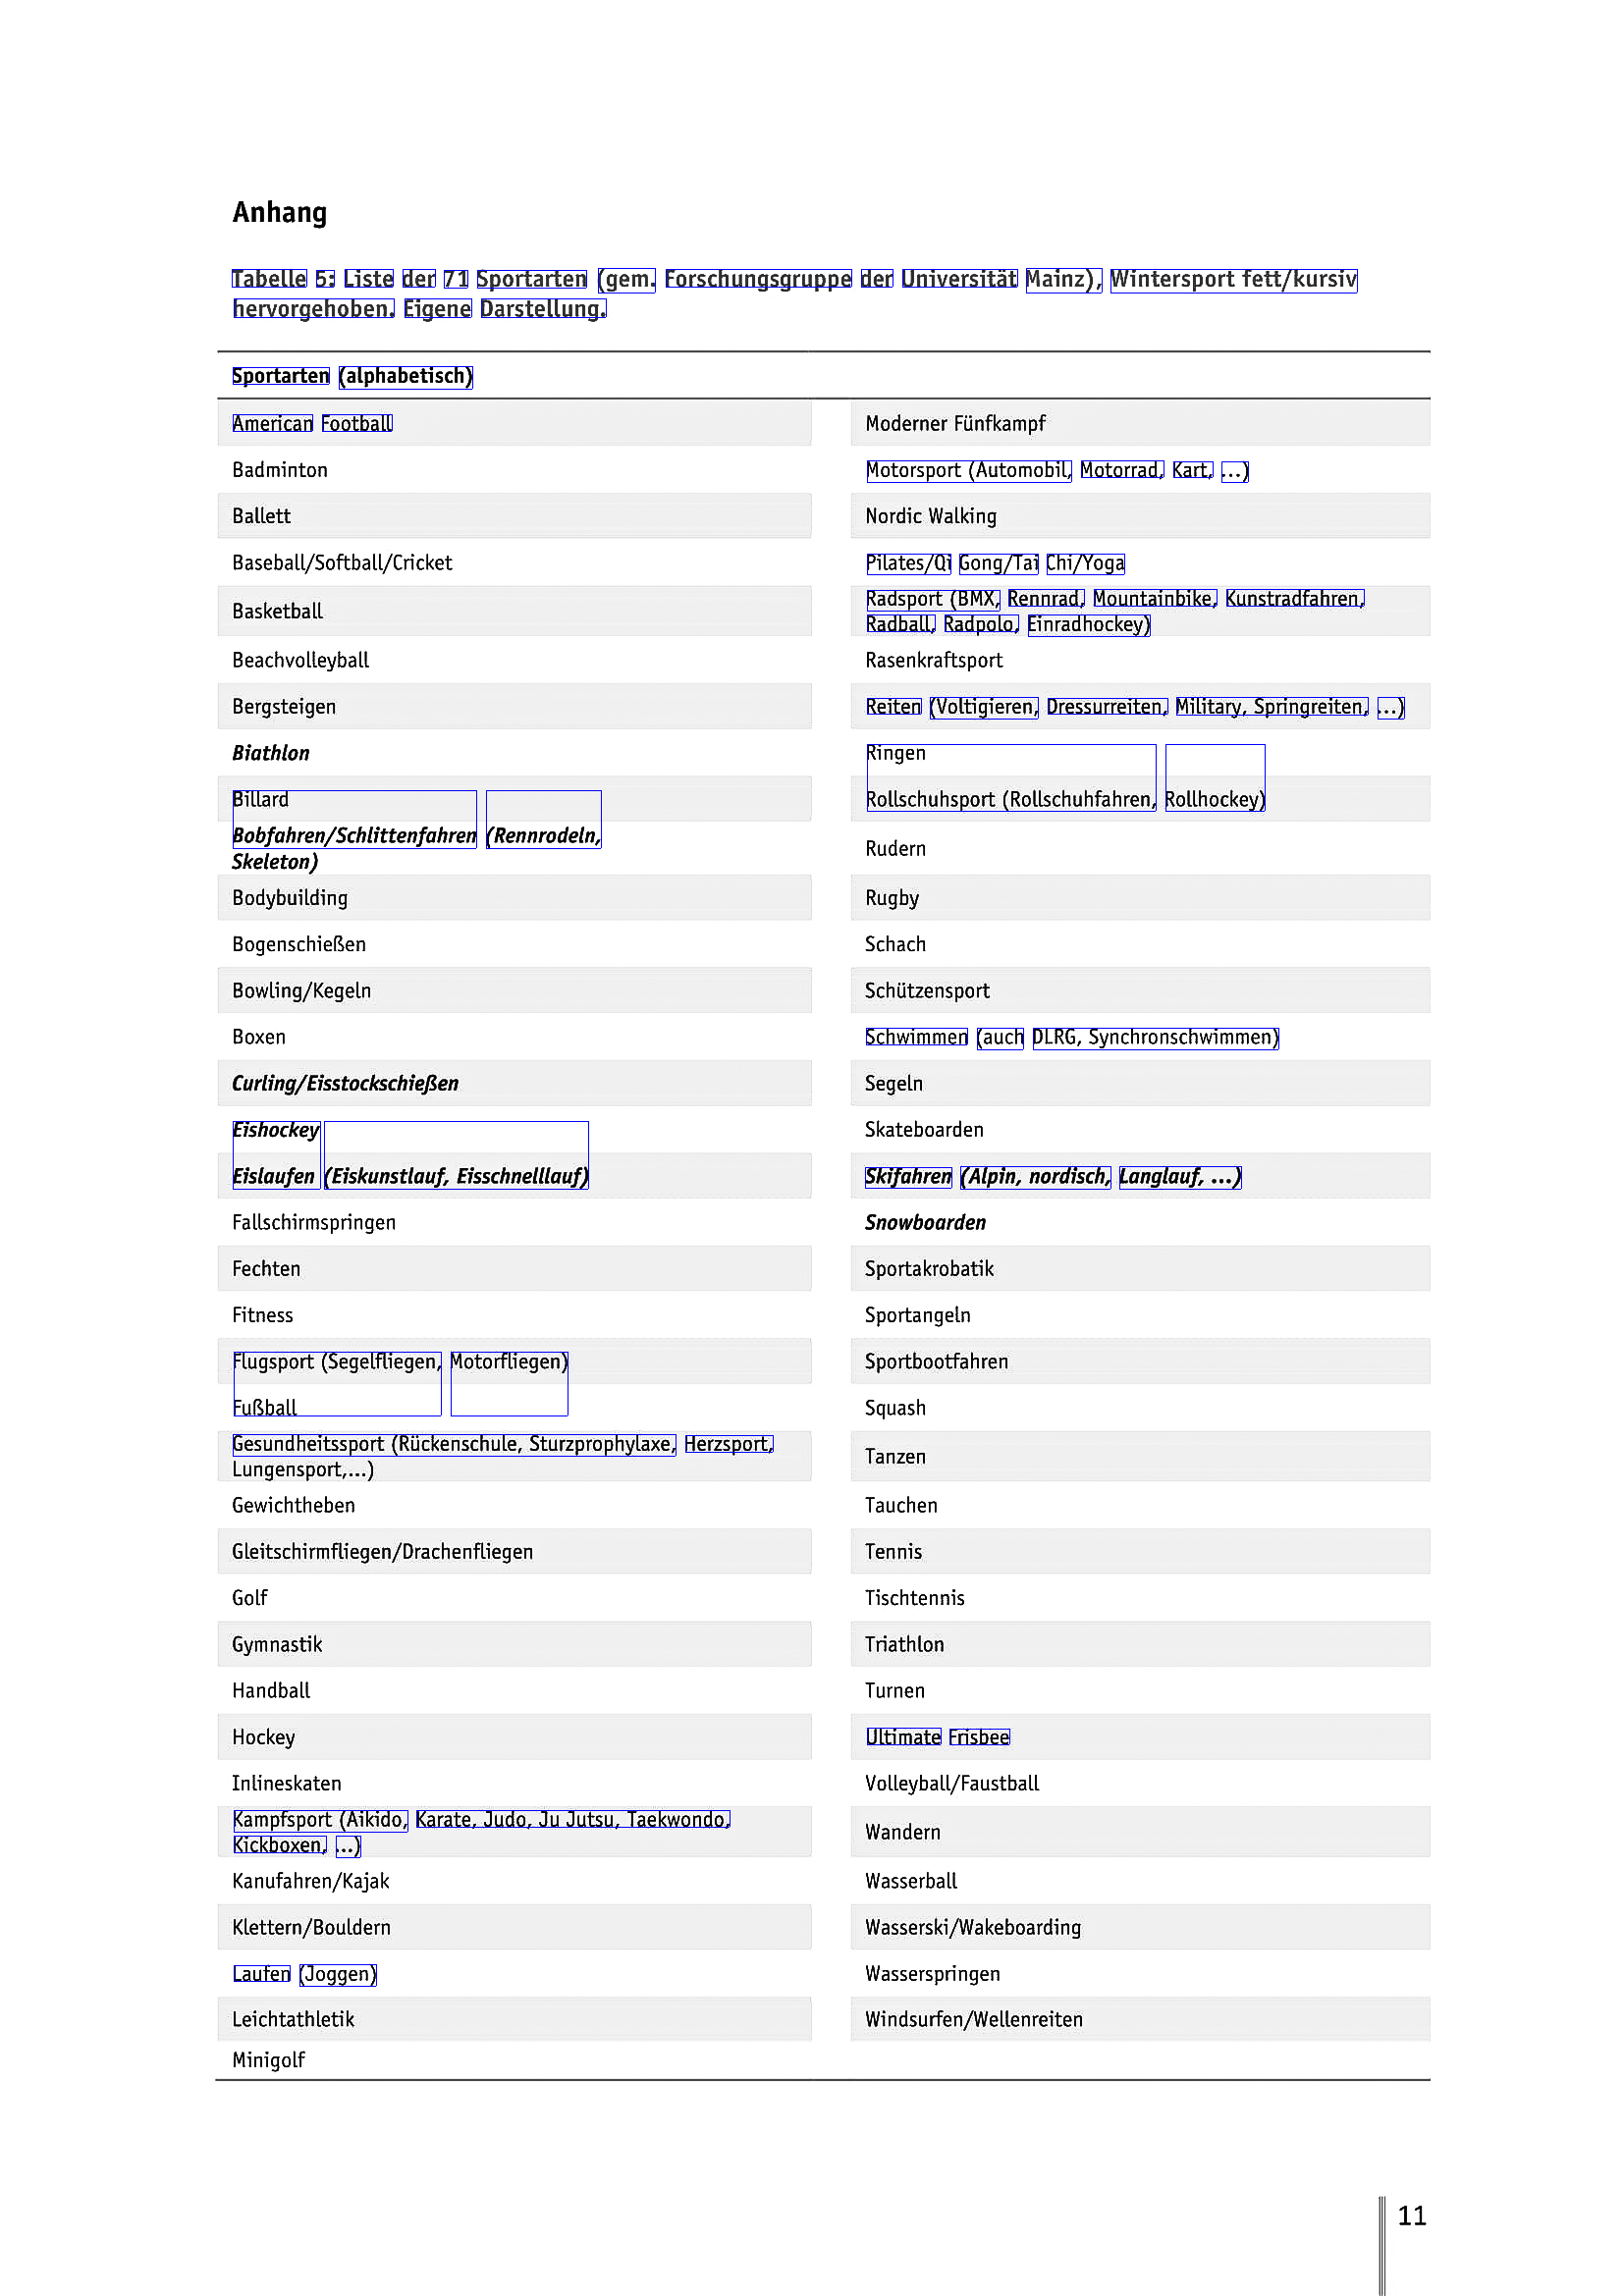 Anhang
Tabelle 5: Liste der 71 Sportarten (gem. Forschungsgruppe der Universität Mainz), Wintersport fett/kursiv
hervorgehoben. Eigene Darstellung.
Sportarten (alphabetisch)
American Football
Moderner Fünfkampf
Badminton
Motorsport (Automobil, Motorrad, Kart, ...)
Ballett
Nordic Walking
Baseball/Softball/Cricket
Pilates/Qi Gong/Tai Chi/Yoga
Basketball
Radsport (BMX, Rennrad, Mountainbike, Kunstradfahren,
Radball, Radpolo, Einradhockey)
Beachvolleyball
Rasenkraftsport
Bergsteigen
Reiten (Voltigieren, Dressurreiten, Military, Springreiten, ...)
Biathlon
Ringen
Billard
Rollschuhsport (Rollschuhfahren, Rollhockey)
Bobfahren/Schlittenfahren (Rennrodeln,
Skeleton)
Rudern
Bodybuilding
Rugby
Bogenschießen
Schach
Bowling/Kegeln
Schützensport
Boxen
Schwimmen (auch DLRG, Synchronschwimmen)
Curling/Eisstockschießen
Segeln
Eishockey
Skateboarden
Eislaufen (Eiskunstlauf, Eisschnelllauf)
Skifahren (Alpin, nordisch, Langlauf, ...)
Fallschirmspringen
Snowboarden
Fechten
Sportakrobatik
Fitness
Sportangeln
Flugsport (Segelfliegen, Motorfliegen)
Sportbootfahren
Fußball
Squash
Gesundheitssport (Rückenschule, Sturzprophylaxe, Herzsport,
Lungensport,...)
Tanzen
Gewichtheben
Tauchen
Gleitschirmfliegen/Drachenfliegen
Tennis
Golf
Tischtennis
Gymnastik
Triathlon
Handball
Turnen
Hockey
Ultimate Frisbee
Inlineskaten
Volleyball/Faustball
Kampfsport (Aikido, Karate, Judo, Ju Jutsu, Taekwondo,
Kickboxen, ...)
Wandern
Kanufahren/Kajak
Wasserball
Klettern/Bouldern
Wasserski/Wakeboarding
Laufen (Joggen)
Wasserspringen
Leichtathletik
Windsurfen/Wellenreiten
Minigolf
11